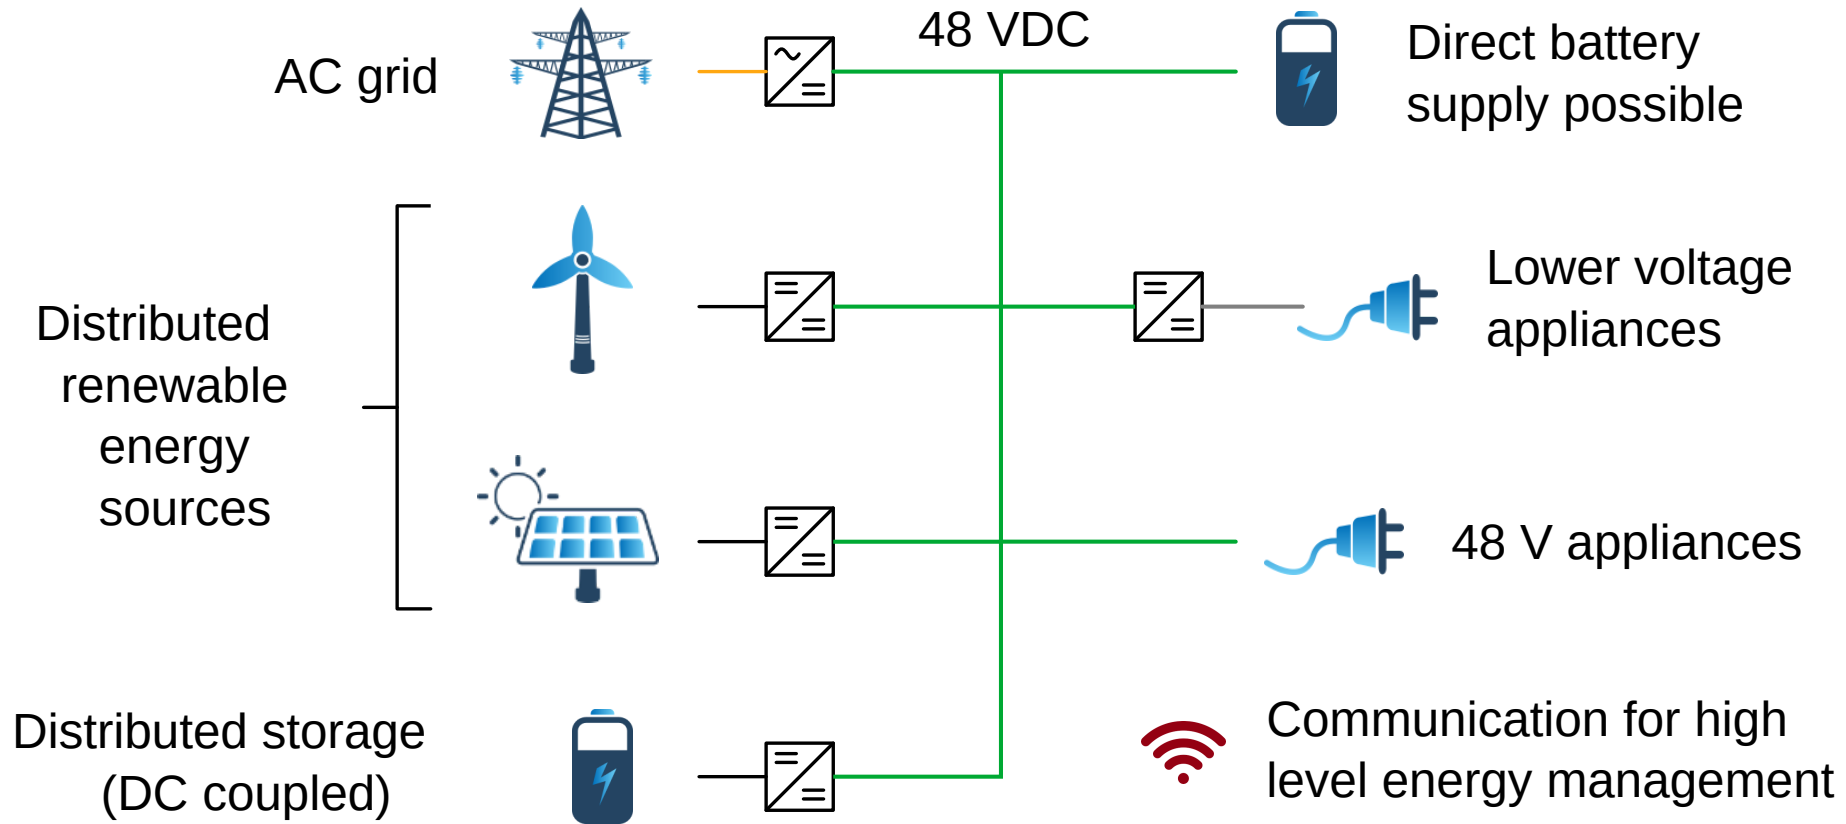 48 VDC
AC grid
Direct battery
supply possible
Distributed
renewable
energy
sources
Lower voltage
appliances
48 V appliances
Distributed storage
(DC coupled)
Communication for high
level energy management